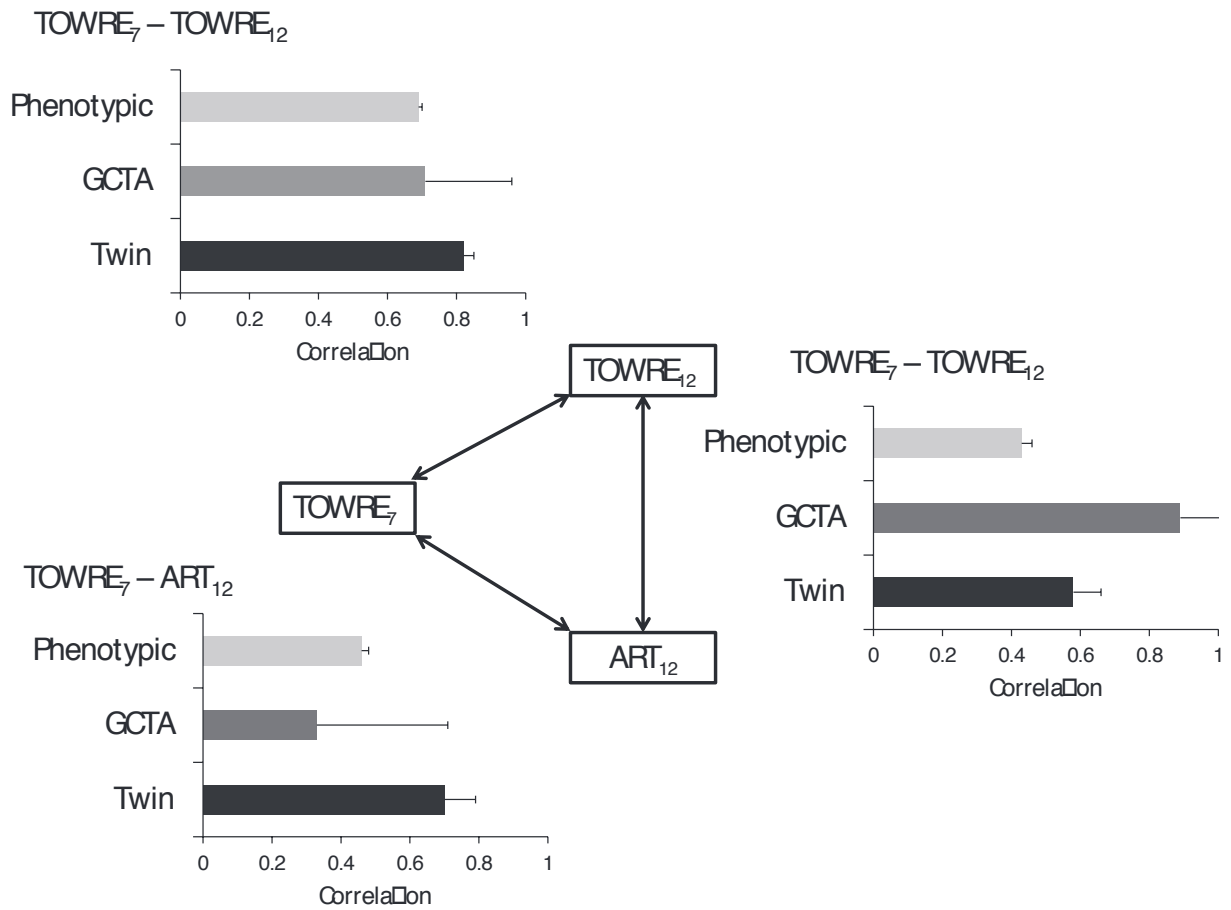 TOWRE7 – TOWRE12
Phenotypic
GCTA
Twin
0 0.2 0.4 0.6 0.8 1
Correla□on
TOWRE12
TOWRE7
ART12
TOWRE7 – TOWRE12
Phenotypic
GCTA
Twin
0 0.2 0.4 0.6 0.8 1
Correla□on
TOWRE7 – ART12
Phenotypic
GCTA
Twin
0 0.2 0.4 0.6 0.8 1
Correla□on